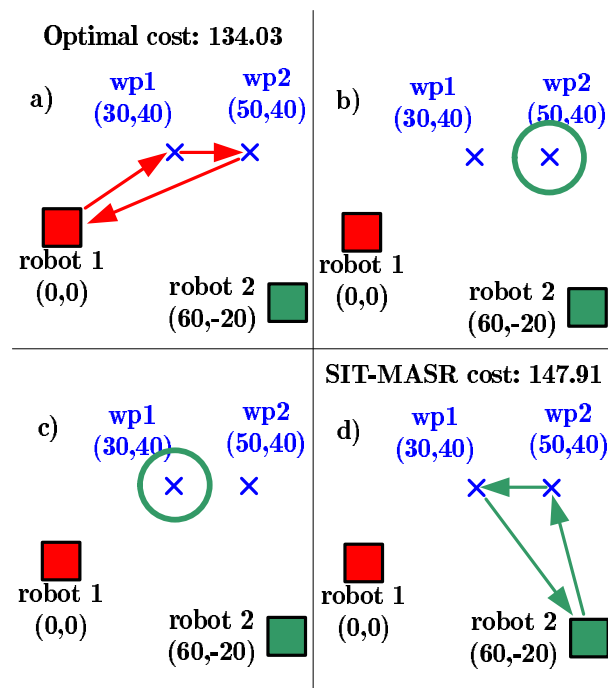 Optimal cost: 134.03
a)
wp1
(30,40)
wp2
(50,40)
robot 1
(0,0)
robot 2
(60,-20)
b)
wp1
(30,40)
wp2
(50,40)
robot 1
(0,0)
robot 2
(60,-20)
c)
wp1
(30,40)
wp2
(50,40)
robot 1
(0,0)
robot 2
(60,-20)
SIT-MASR cost: 147.91
d)
wp1
(30,40)
wp2
(50,40)
robot 1
(0,0)
robot 2
(60,-20)